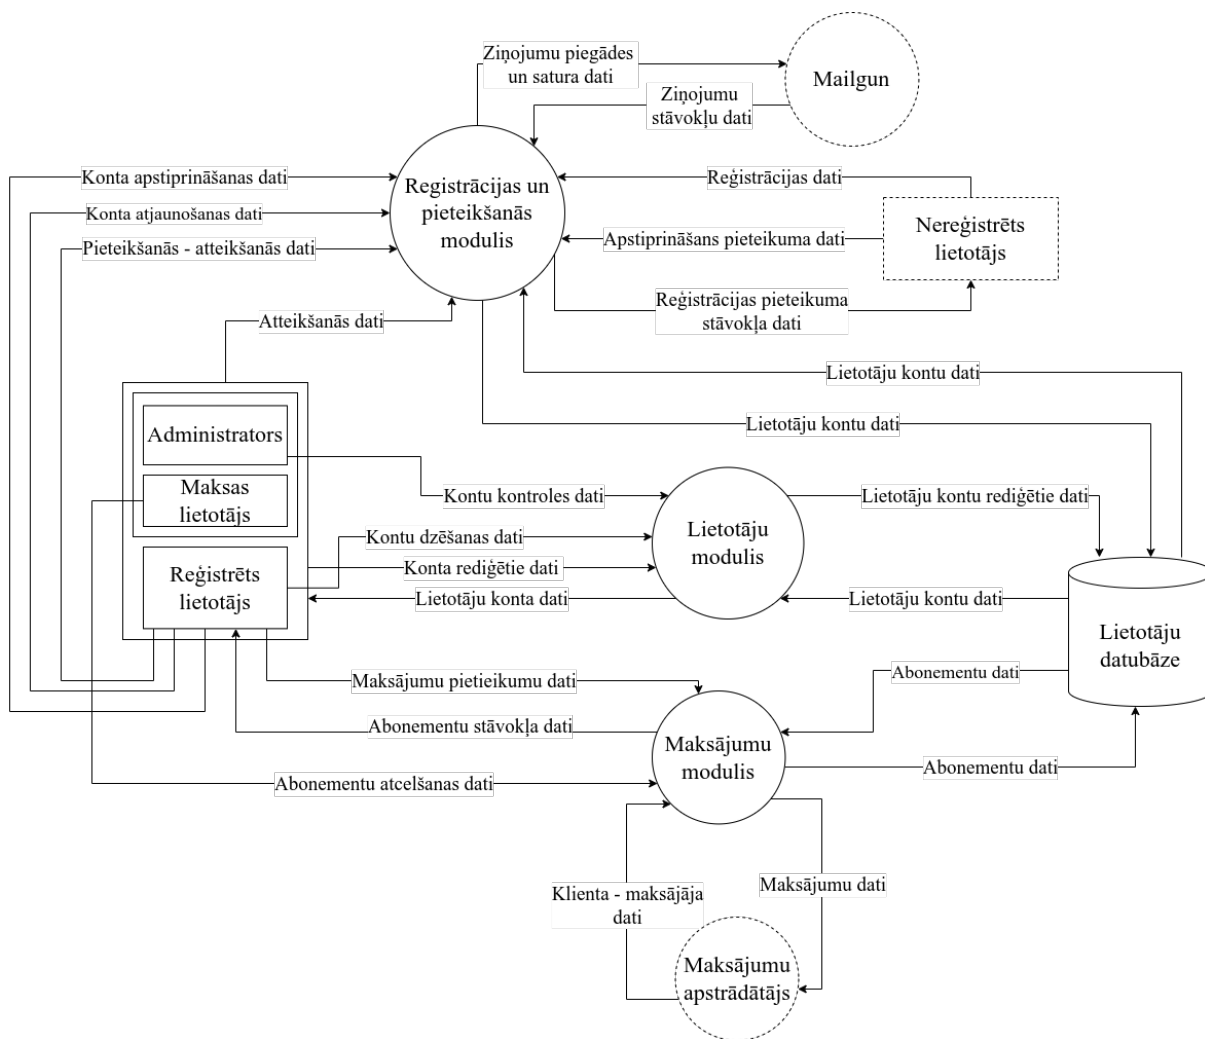 Ziņojumu piegādes
un satura dati
Mailgun
Ziņojumu
stāvokļu dati
Konta apstiprināšanas dati
Registrācijas un
pieteikšanās
modulis
Reģistrācijas dati
Konta atjaunošanas dati
Nereģistrēts
lietotājs
Pieteikšanās - atteikšanās dati
Apstiprināšans pieteikuma dati
Reģistrācijas pieteikuma
stāvokļa dati
Atteikšanās dati
Lietotāju kontu dati
Administrators
Lietotāju kontu dati
Maksas
lietotājs
Kontu kontroles dati
Lietotāju kontu rediģētie dati
Lietotāju
modulis
Kontu dzēšanas dati
Konta rediģētie dati
Reģistrēts
lietotājs
Lietotāju konta dati
Lietotāju kontu dati
Lietotāju
datubāze
Maksājumu pietieikumu dati
Abonementu dati
Abonementu stāvokļa dati
Maksājumu
modulis
Abonementu dati
Abonementu atcelšanas dati
Klienta - maksājāja
dati
Maksājumu dati
Maksājumu
apstrādātājs